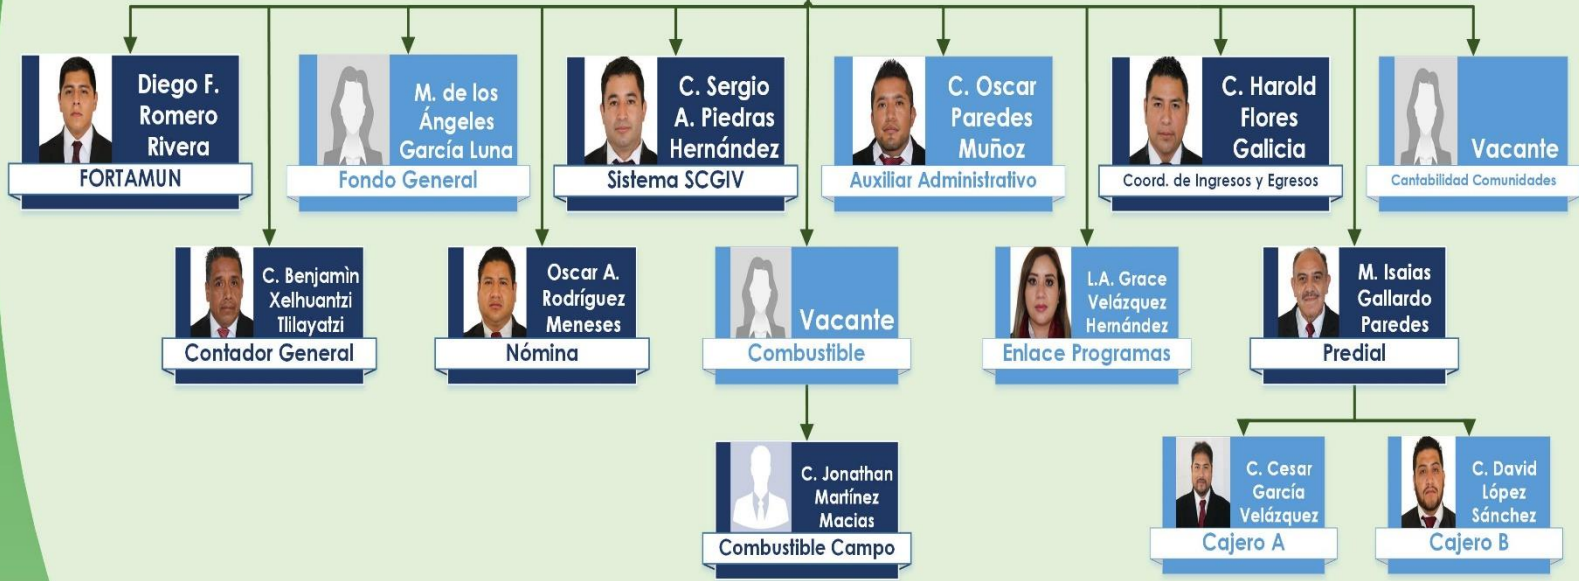 Diego F.
Romero
Rivera
FORTAMUN
M. de los
Ángeles
García Luna
Fondo General
C. Sergio
A. Piedras
Hernández
Sistema SCGIV
C. Oscar
Paredes
Muñoz
Auxiliar Administrativo
C. Harold
Flores
Galicia
Coord. de Ingresos y Egresos
Vacante
Cantabilidad Comunidades
C. Benjamìn
Xelhuantzi
Tlilayatzi
Contador General
Oscar A.
Rodríguez
Meneses
Nómina
Vacante
Combustible
L.A. Grace
Velázquez
Hernández
Enlace Programas
M. Isaias
Gallardo
Paredes
Predial
C. Jonathan
Martínez
Macias
Combustible Campo
C. Cesar
García
Velázquez
Cajero A
C. David
López
Sánchez
Cajero B